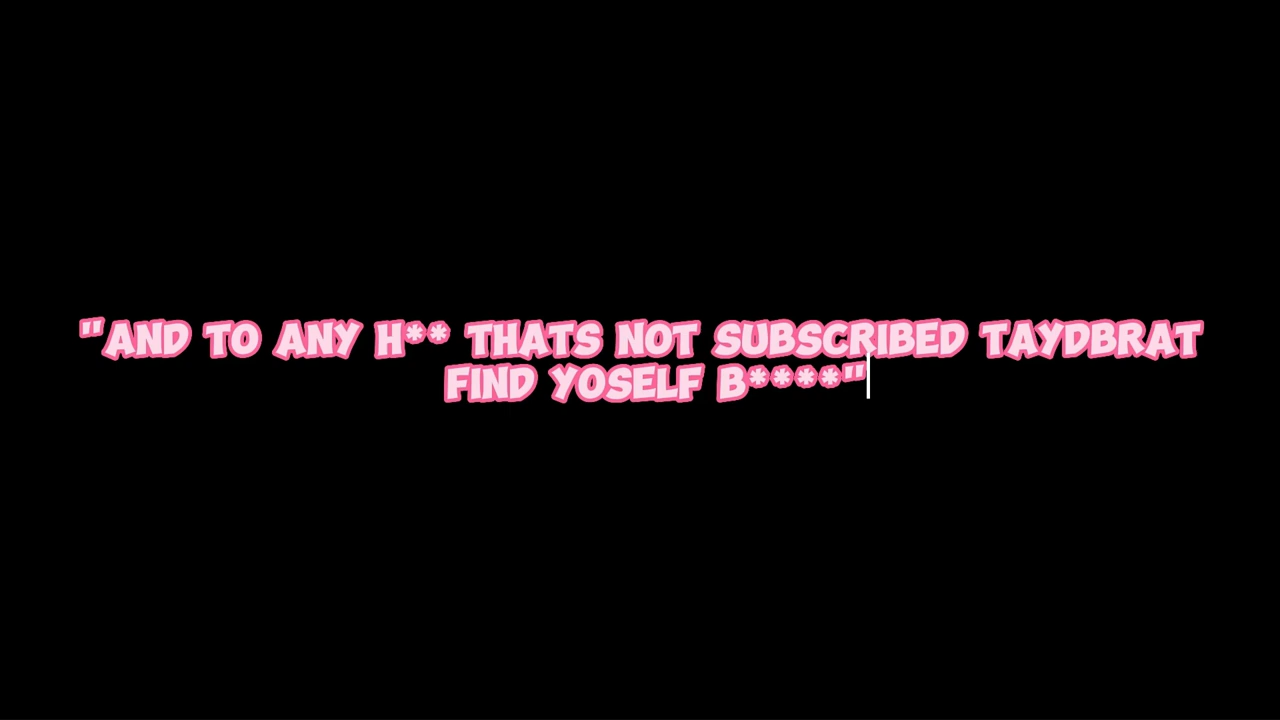 "AND TO ANY H** THATS NOT SUBSCRIBED TAYDBRAT
FIND YOSELF B****"